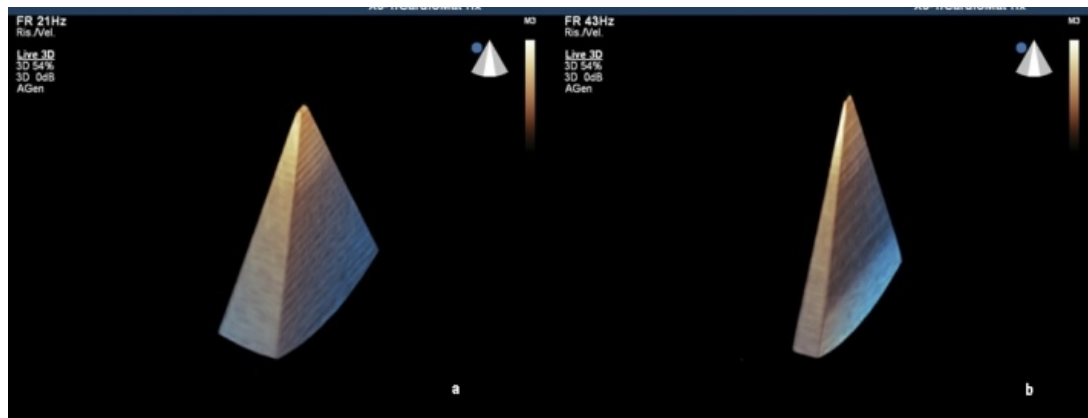 FR 21Hz
Ris./Vel.
Live 3D
3D 54%
3D 0dB
AGen
M3
a
FR 43Hz
Ris./Vel.
Live 3D
3D 54%
3D 0dB
AGen
M3
b